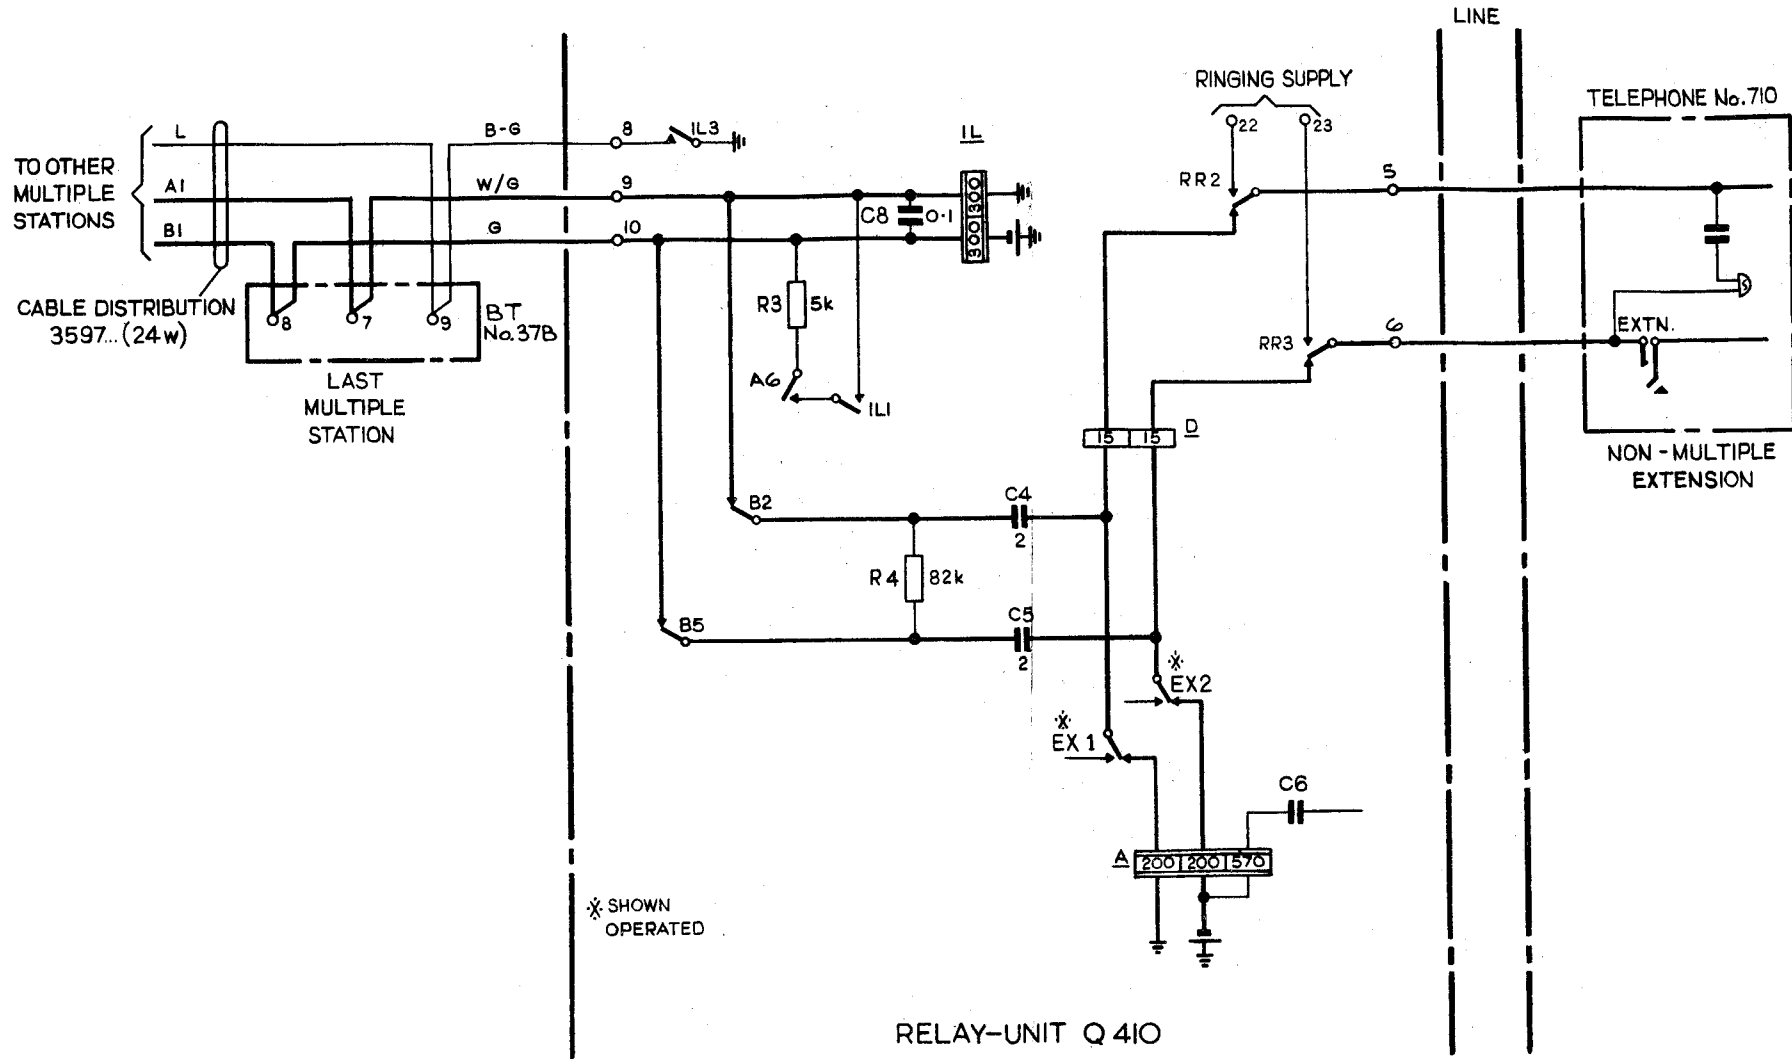 LINE
RINGING SUPPLY
22
23
TELEPHONE No.710
L
B-G
8
IL3
IL
TO OTHER
MULTIPLE
STATIONS
A1
W/G
9
RR2
5
B1
G
10
C8
0·1
30
300
CABLE DISTRIBUTION
3597...(24w)
8
7
9
BT
No.37B
R3
5k
A6
IL1
RR3
6
EXTN.
LAST
MULTIPLE
STATION
15
15
D
NON-MULTIPLE
EXTENSION
B2
C4
2
R4
82k
B5
C5
2
※
EX2
※
EX 1
C6
A
200
200
570
※ SHOWN
OPERATED
RELAY-UNIT Q 410